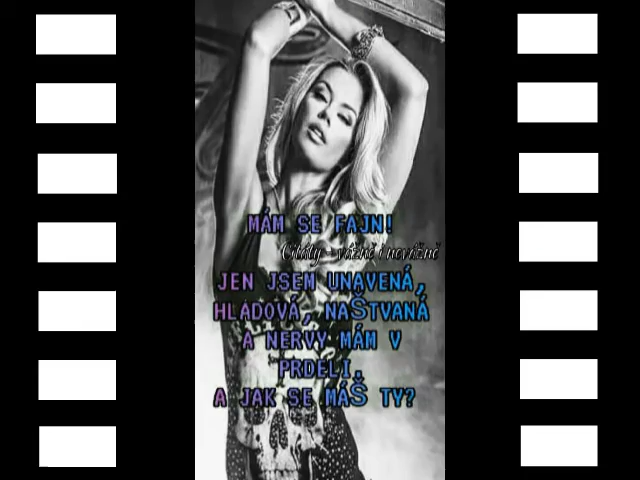 MÁM SE FAJN!
Citáty - vážně i nevážně
JEN JSEM UNAVENÁ,
HLADOVÁ, NAŠTVANÁ
A NERVY MÁM V
PRDELI.
A JAK SE MÁŠ TY?